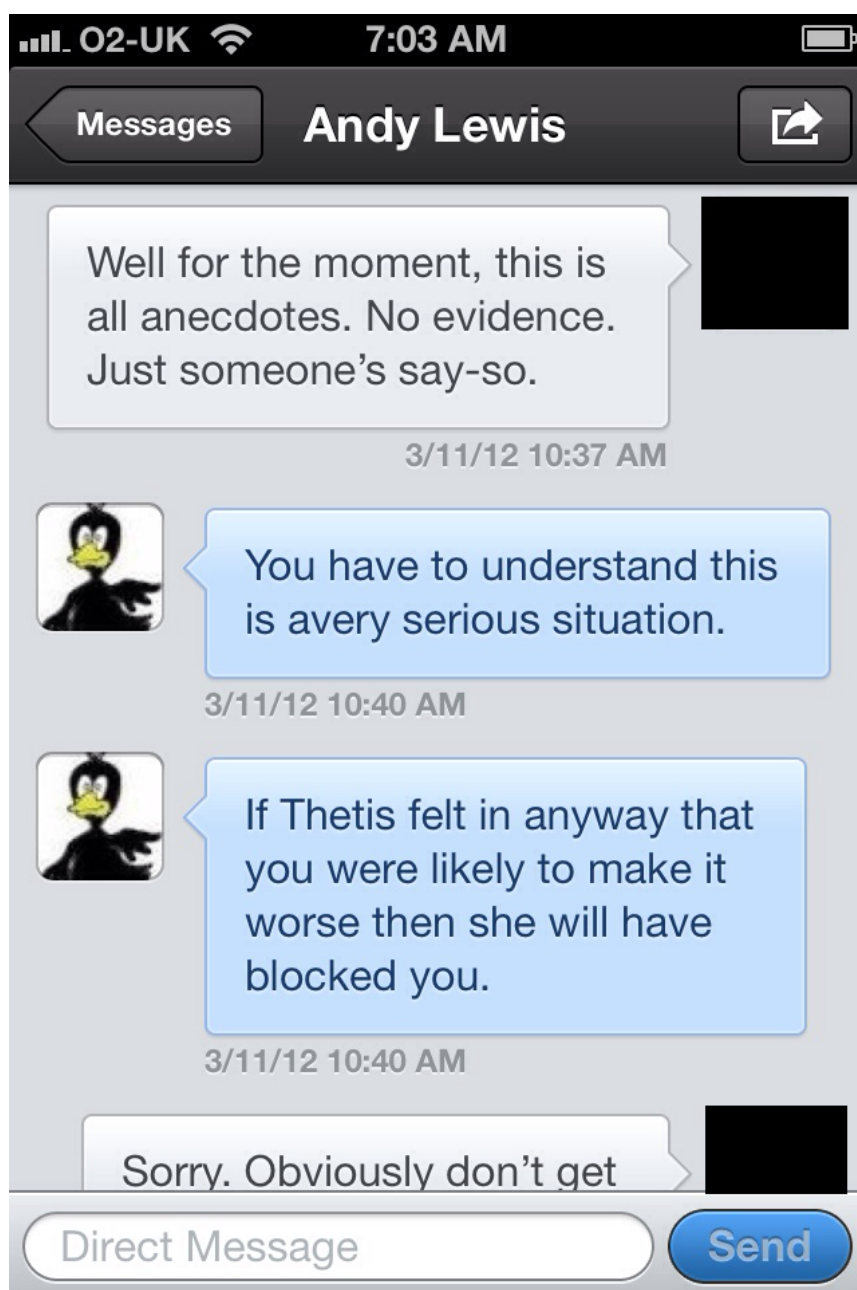 O2-UK 7:03 AM
Messages Andy Lewis
Well for the moment, this is
all anecdotes. No evidence.
Just someone's say-so.
3/11/12 10:37 AM
You have to understand this
is avery serious situation.
3/11/12 10:40 AM
If Thetis felt in anyway that
you were likely to make it
worse then she will have
blocked you.
3/11/12 10:40 AM
Sorry. Obviously don't get
Direct Message Send